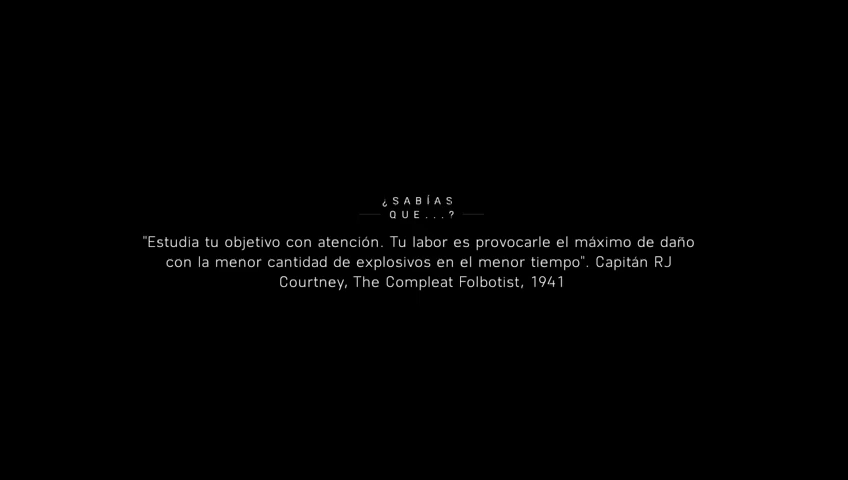 ¿SABÍAS
QUE...?
"Estudia tu objetivo con atención. Tu labor es provocarle el máximo de daño
con la menor cantidad de explosivos en el menor tiempo". Capitán RJ
Courtney, The Compleat Folbotist, 1941